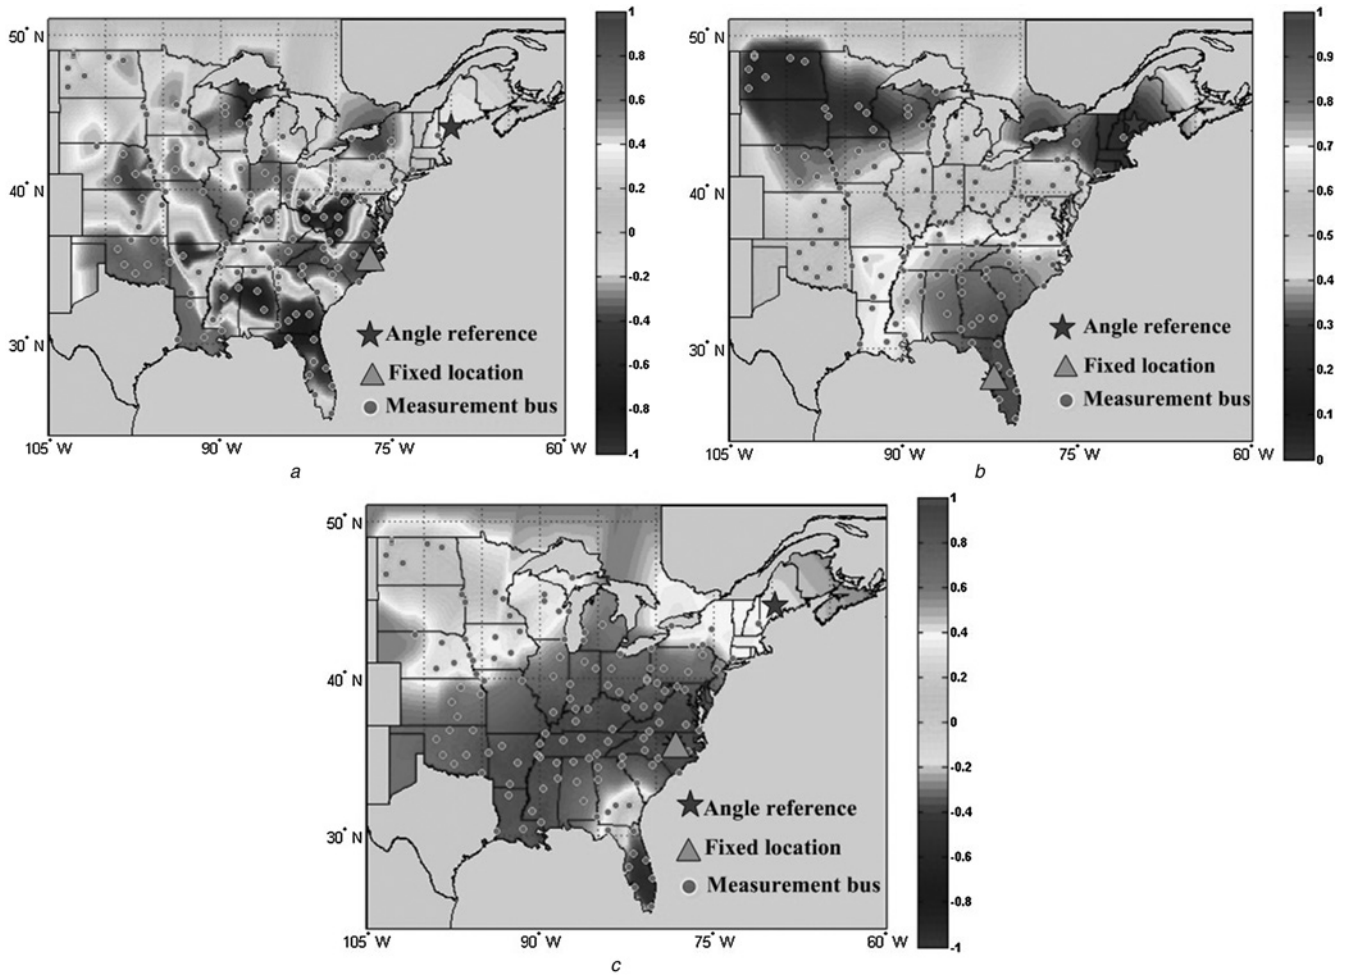 50° N
40° N
30° N
105° W
90° W
75° W
60° W
Angle reference
Fixed location
Measurement bus
1
0.8
0.6
0.4
0.2
0
-0.2
-0.4
-0.6
-0.8
-1
a
50° N
40° N
30° N
105° W
90° W
75° W
60° W
Angle reference
Fixed location
Measurement bus
1
0.9
0.8
0.7
0.6
0.5
0.4
0.3
0.2
0.1
0
b
50° N
40° N
30° N
105° W
90° W
75° W
60° W
Angle reference
Fixed location
Measurement bus
1
0.8
0.6
0.4
0.2
0
-0.2
-0.4
-0.6
-0.8
-1
c